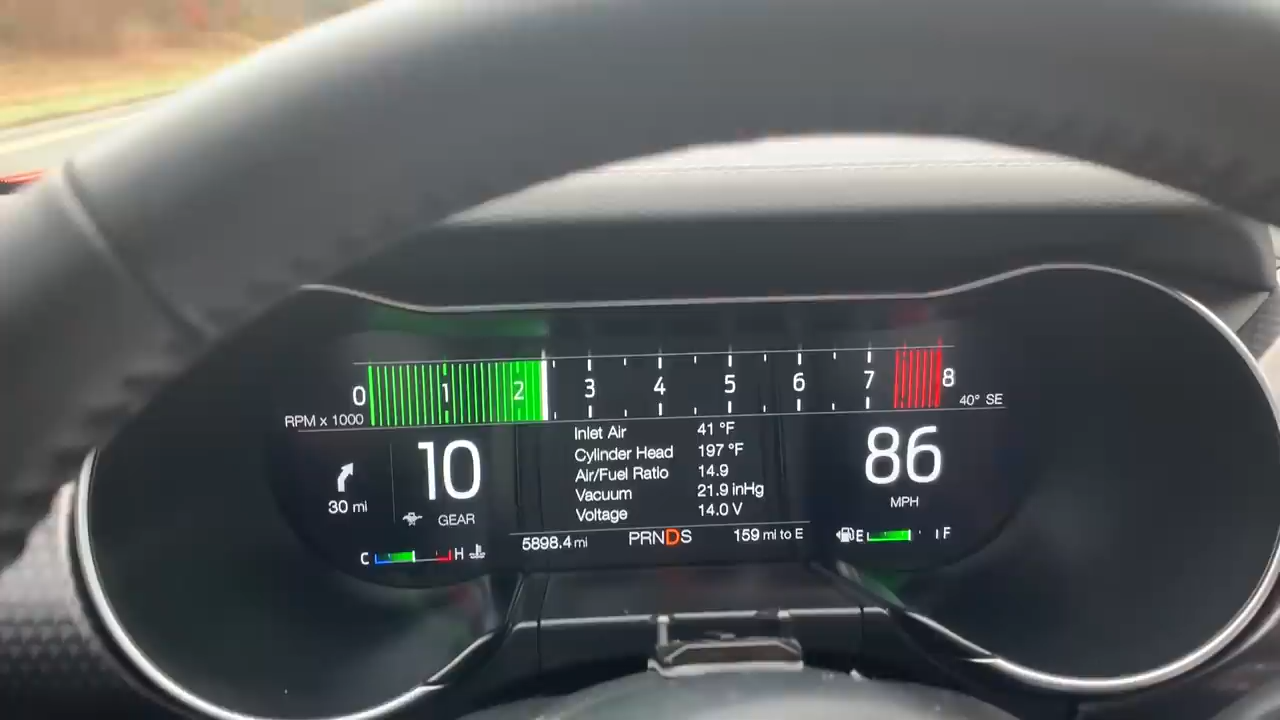 0 1 2 3 4 5 6 7 8
RPM x 1000
40° SE
30 mi
10
GEAR
Inlet Air 41 °F
Cylinder Head 197 °F
Air/Fuel Ratio 14.9
Vacuum 21.9 inHg
Voltage 14.0 V
86
MPH
C H
5898.4 mi
PRNDS
159 mi to E
E F